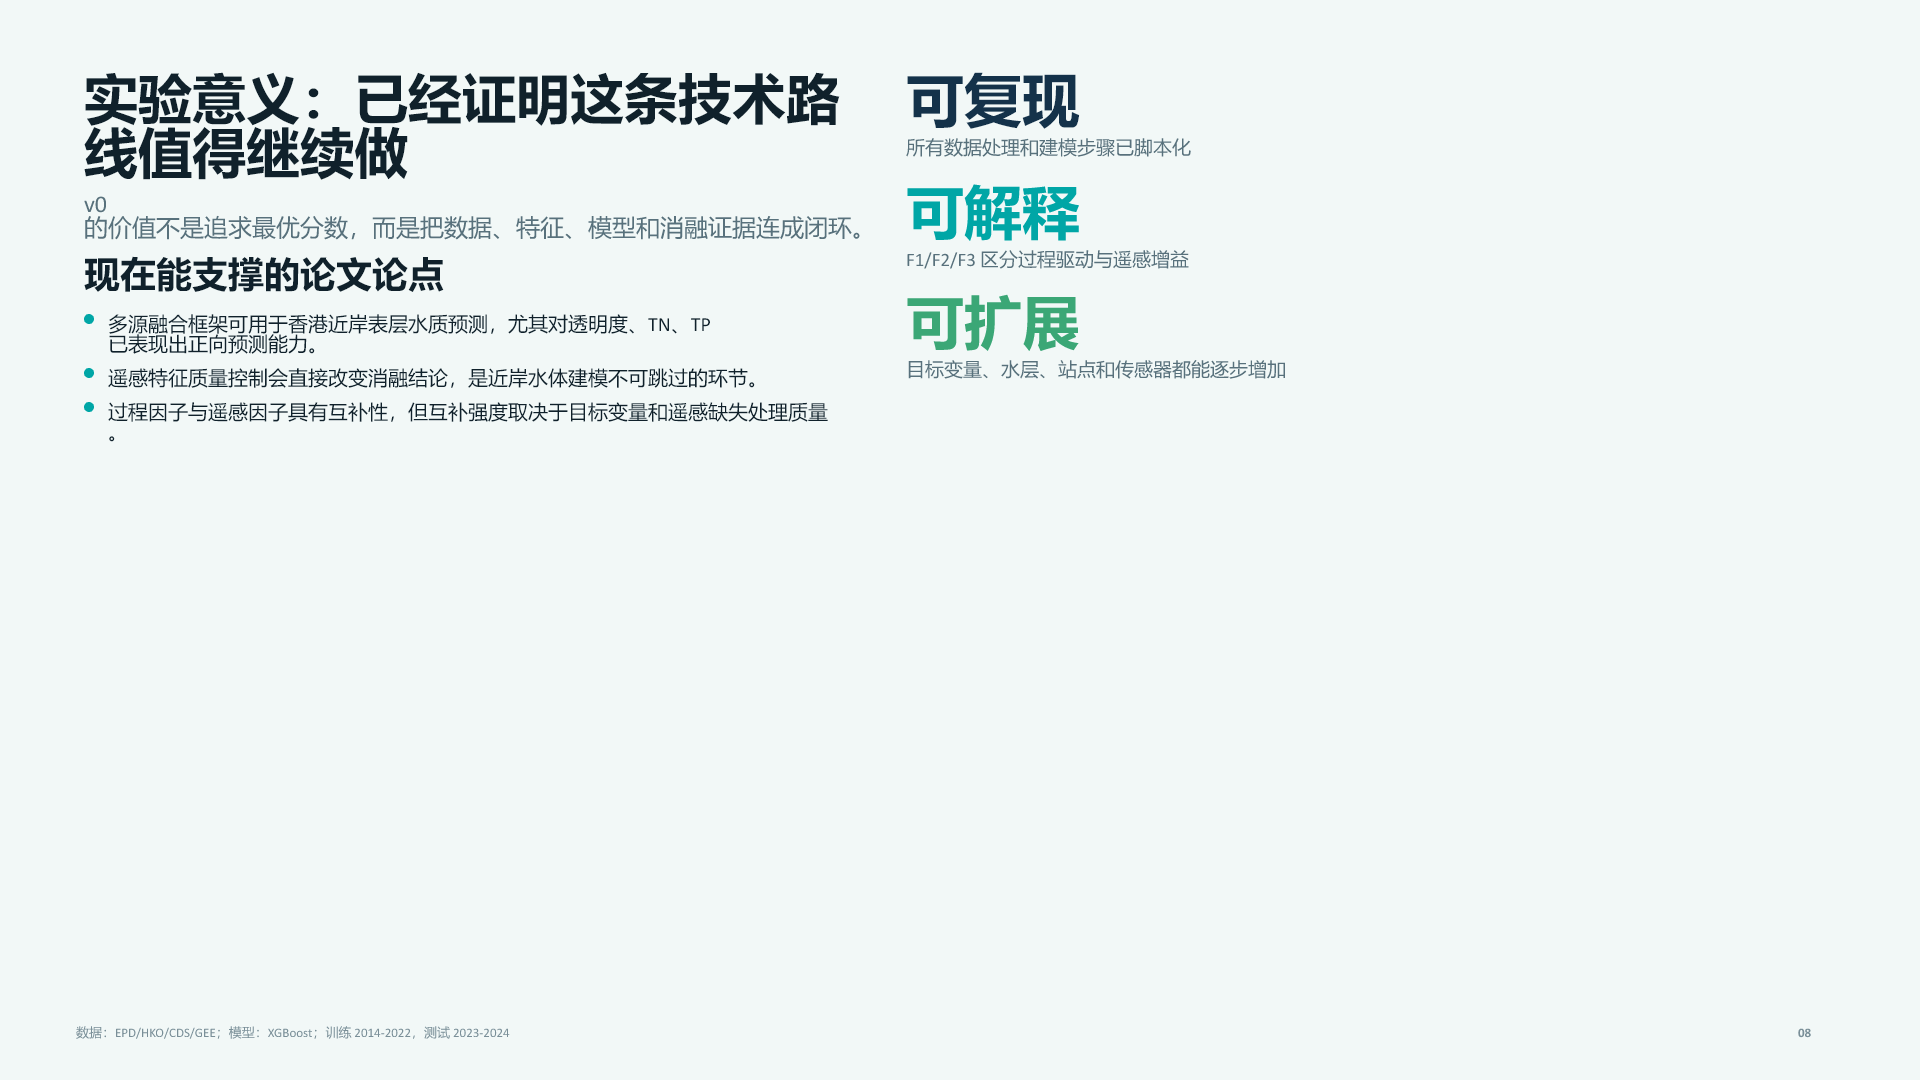 实验意义：已经证明这条技术路
线值得继续做
v0
的价值不是追求最优分数，而是把数据、特征、模型和消融证据连成闭环。
现在能支撑的论文论点
多源融合框架可用于香港近岸表层水质预测，尤其对透明度、TN、TP
已表现出正向预测能力。
遥感特征质量控制会直接改变消融结论，是近岸水体建模不可跳过的环节。
过程因子与遥感因子具有互补性，但互补强度取决于目标变量和遥感缺失处理质量
。
可复现
所有数据处理和建模步骤已脚本化
可解释
F1/F2/F3 区分过程驱动与遥感增益
可扩展
目标变量、水层、站点和传感器都能逐步增加
数据：EPD/HKO/CDS/GEE；模型：XGBoost；训练 2014-2022，测试 2023-2024
08